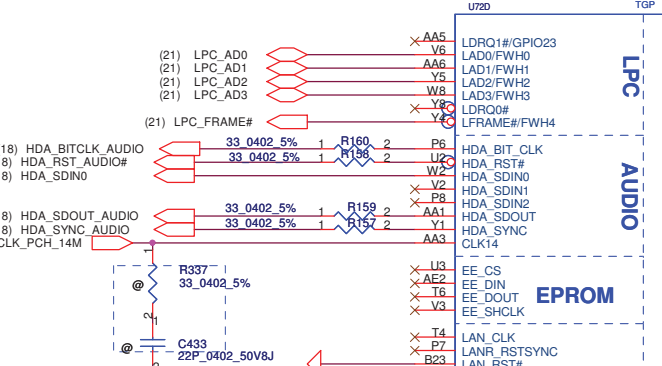 U72D TGP
AA5 LDRQ1#/GPIO23
(21) LPC_AD0 V6 LAD0/FWH0
(21) LPC_AD1 AA6 LAD1/FWH1
(21) LPC_AD2 Y5 LAD2/FWH2
(21) LPC_AD3 W8 LAD3/FWH3
Y8 LDRQ0#
(21) LPC_FRAME# Y4 LFRAME#/FWH4
LPC
18) HDA_BITCLK_AUDIO 33_0402_5% 1 R160 2 P6 HDA_BIT_CLK
8) HDA_RST_AUDIO# 33_0402_5% 1 R158 2 U2 HDA_RST#
8) HDA_SDIN0 W2 HDA_SDIN0
V2 HDA_SDIN1
P8 HDA_SDIN2
8) HDA_SDOUT_AUDIO 33_0402_5% 1 R159 2 AA1 HDA_SDOUT
8) HDA_SYNC_AUDIO 33_0402_5% 1 R157 2 Y1 HDA_SYNC
CLK_PCH_14M AA3 CLK14
AUDIO
1
@ R337
33_0402_5%
2
U3 EE_CS
AE2 EE_DIN
T6 EE_DOUT
V3 EE_SHCLK
EPROM
1
@ C433
22P_0402_50V8J
2
T4 LAN_CLK
P7 LANR_RSTSYNC
B23 LAN_RST#